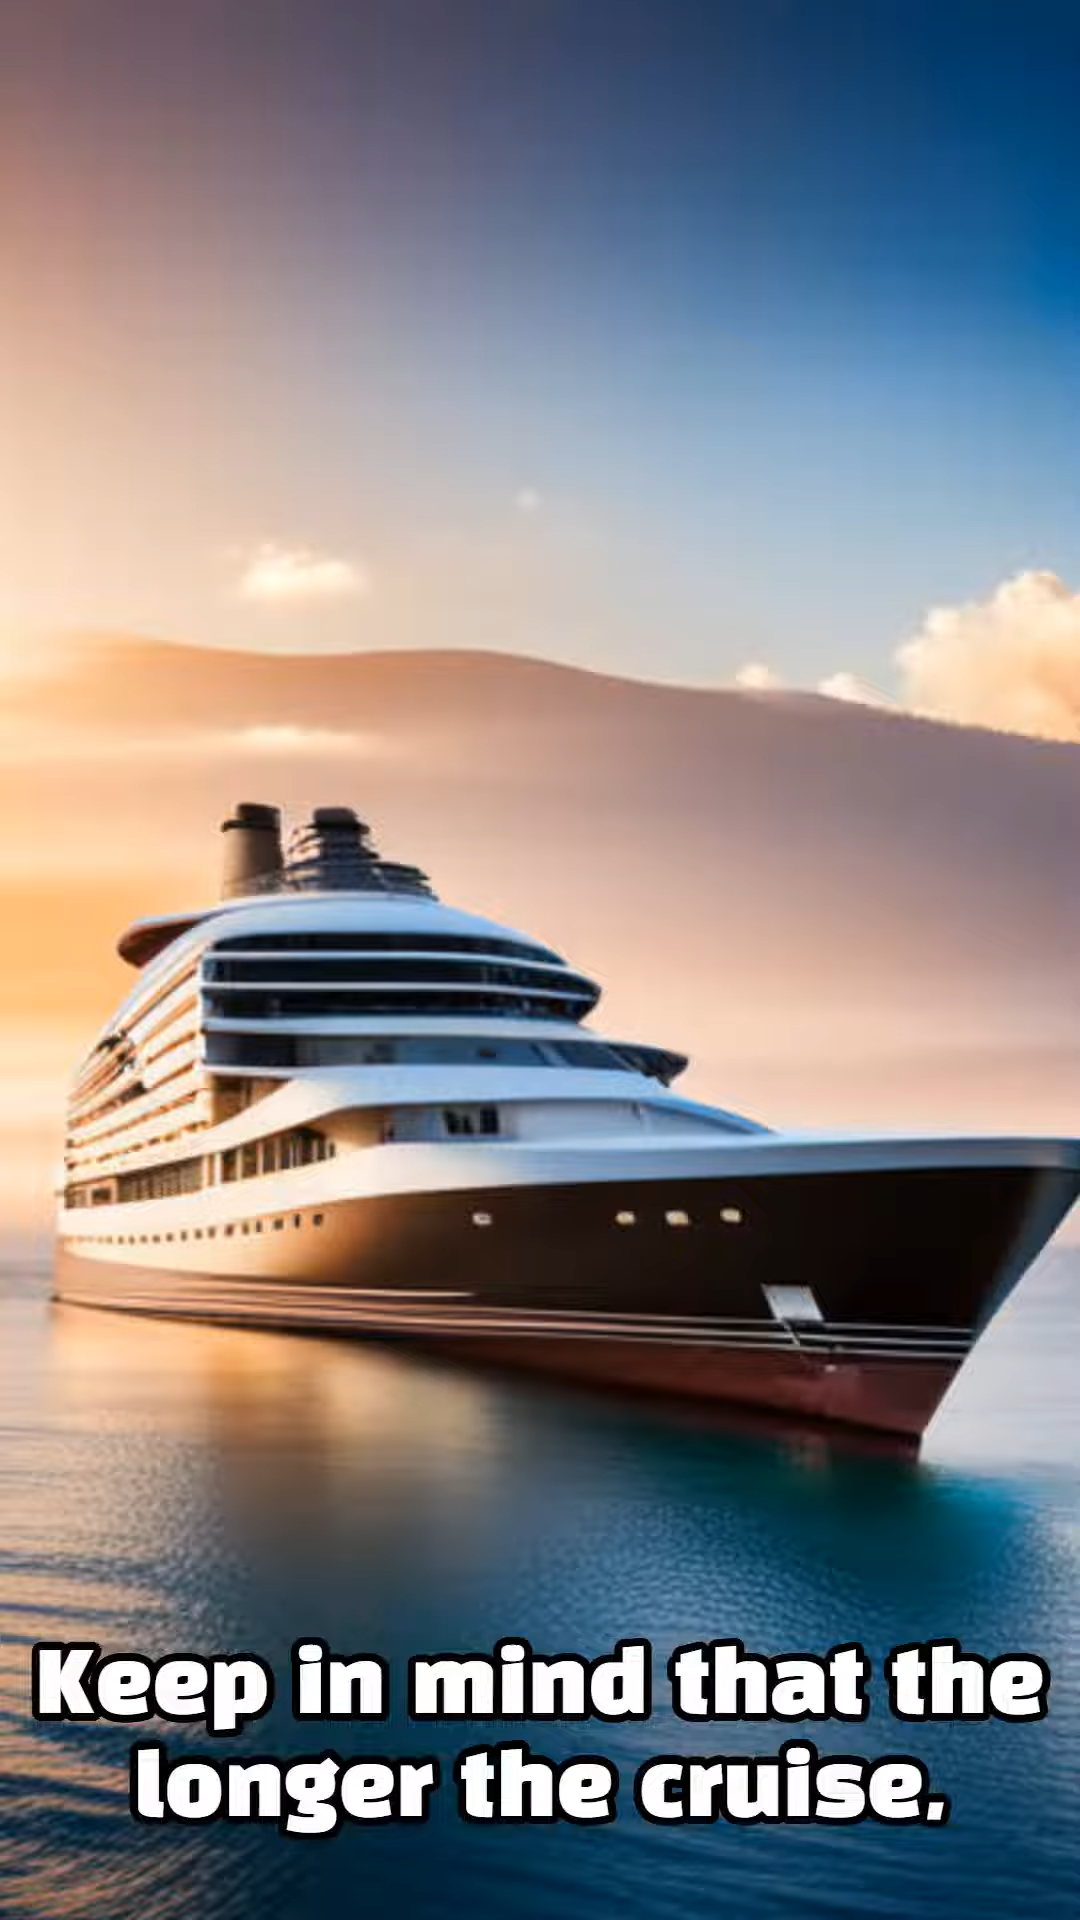 Keep in mind that the
longer the cruise,